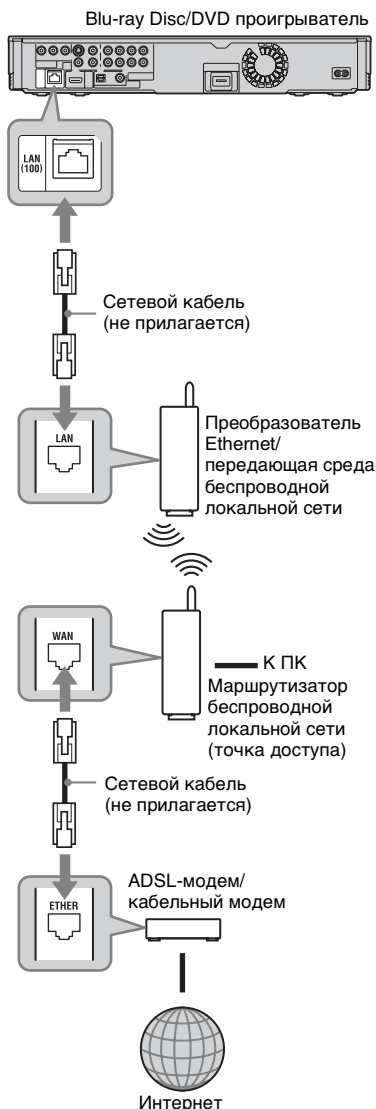 Blu-ray Disc/DVD проигрыватель
LAN
(100)
Сетевой кабель
(не прилагается)
LAN
Преобразователь
Ethernet/
передающая среда
беспроводной
локальной сети
WAN
К ПК
Маршрутизатор
беспроводной
локальной сети
(точка доступа)
Сетевой кабель
(не прилагается)
ETHER
ADSL-модем/
кабельный модем
Интернет